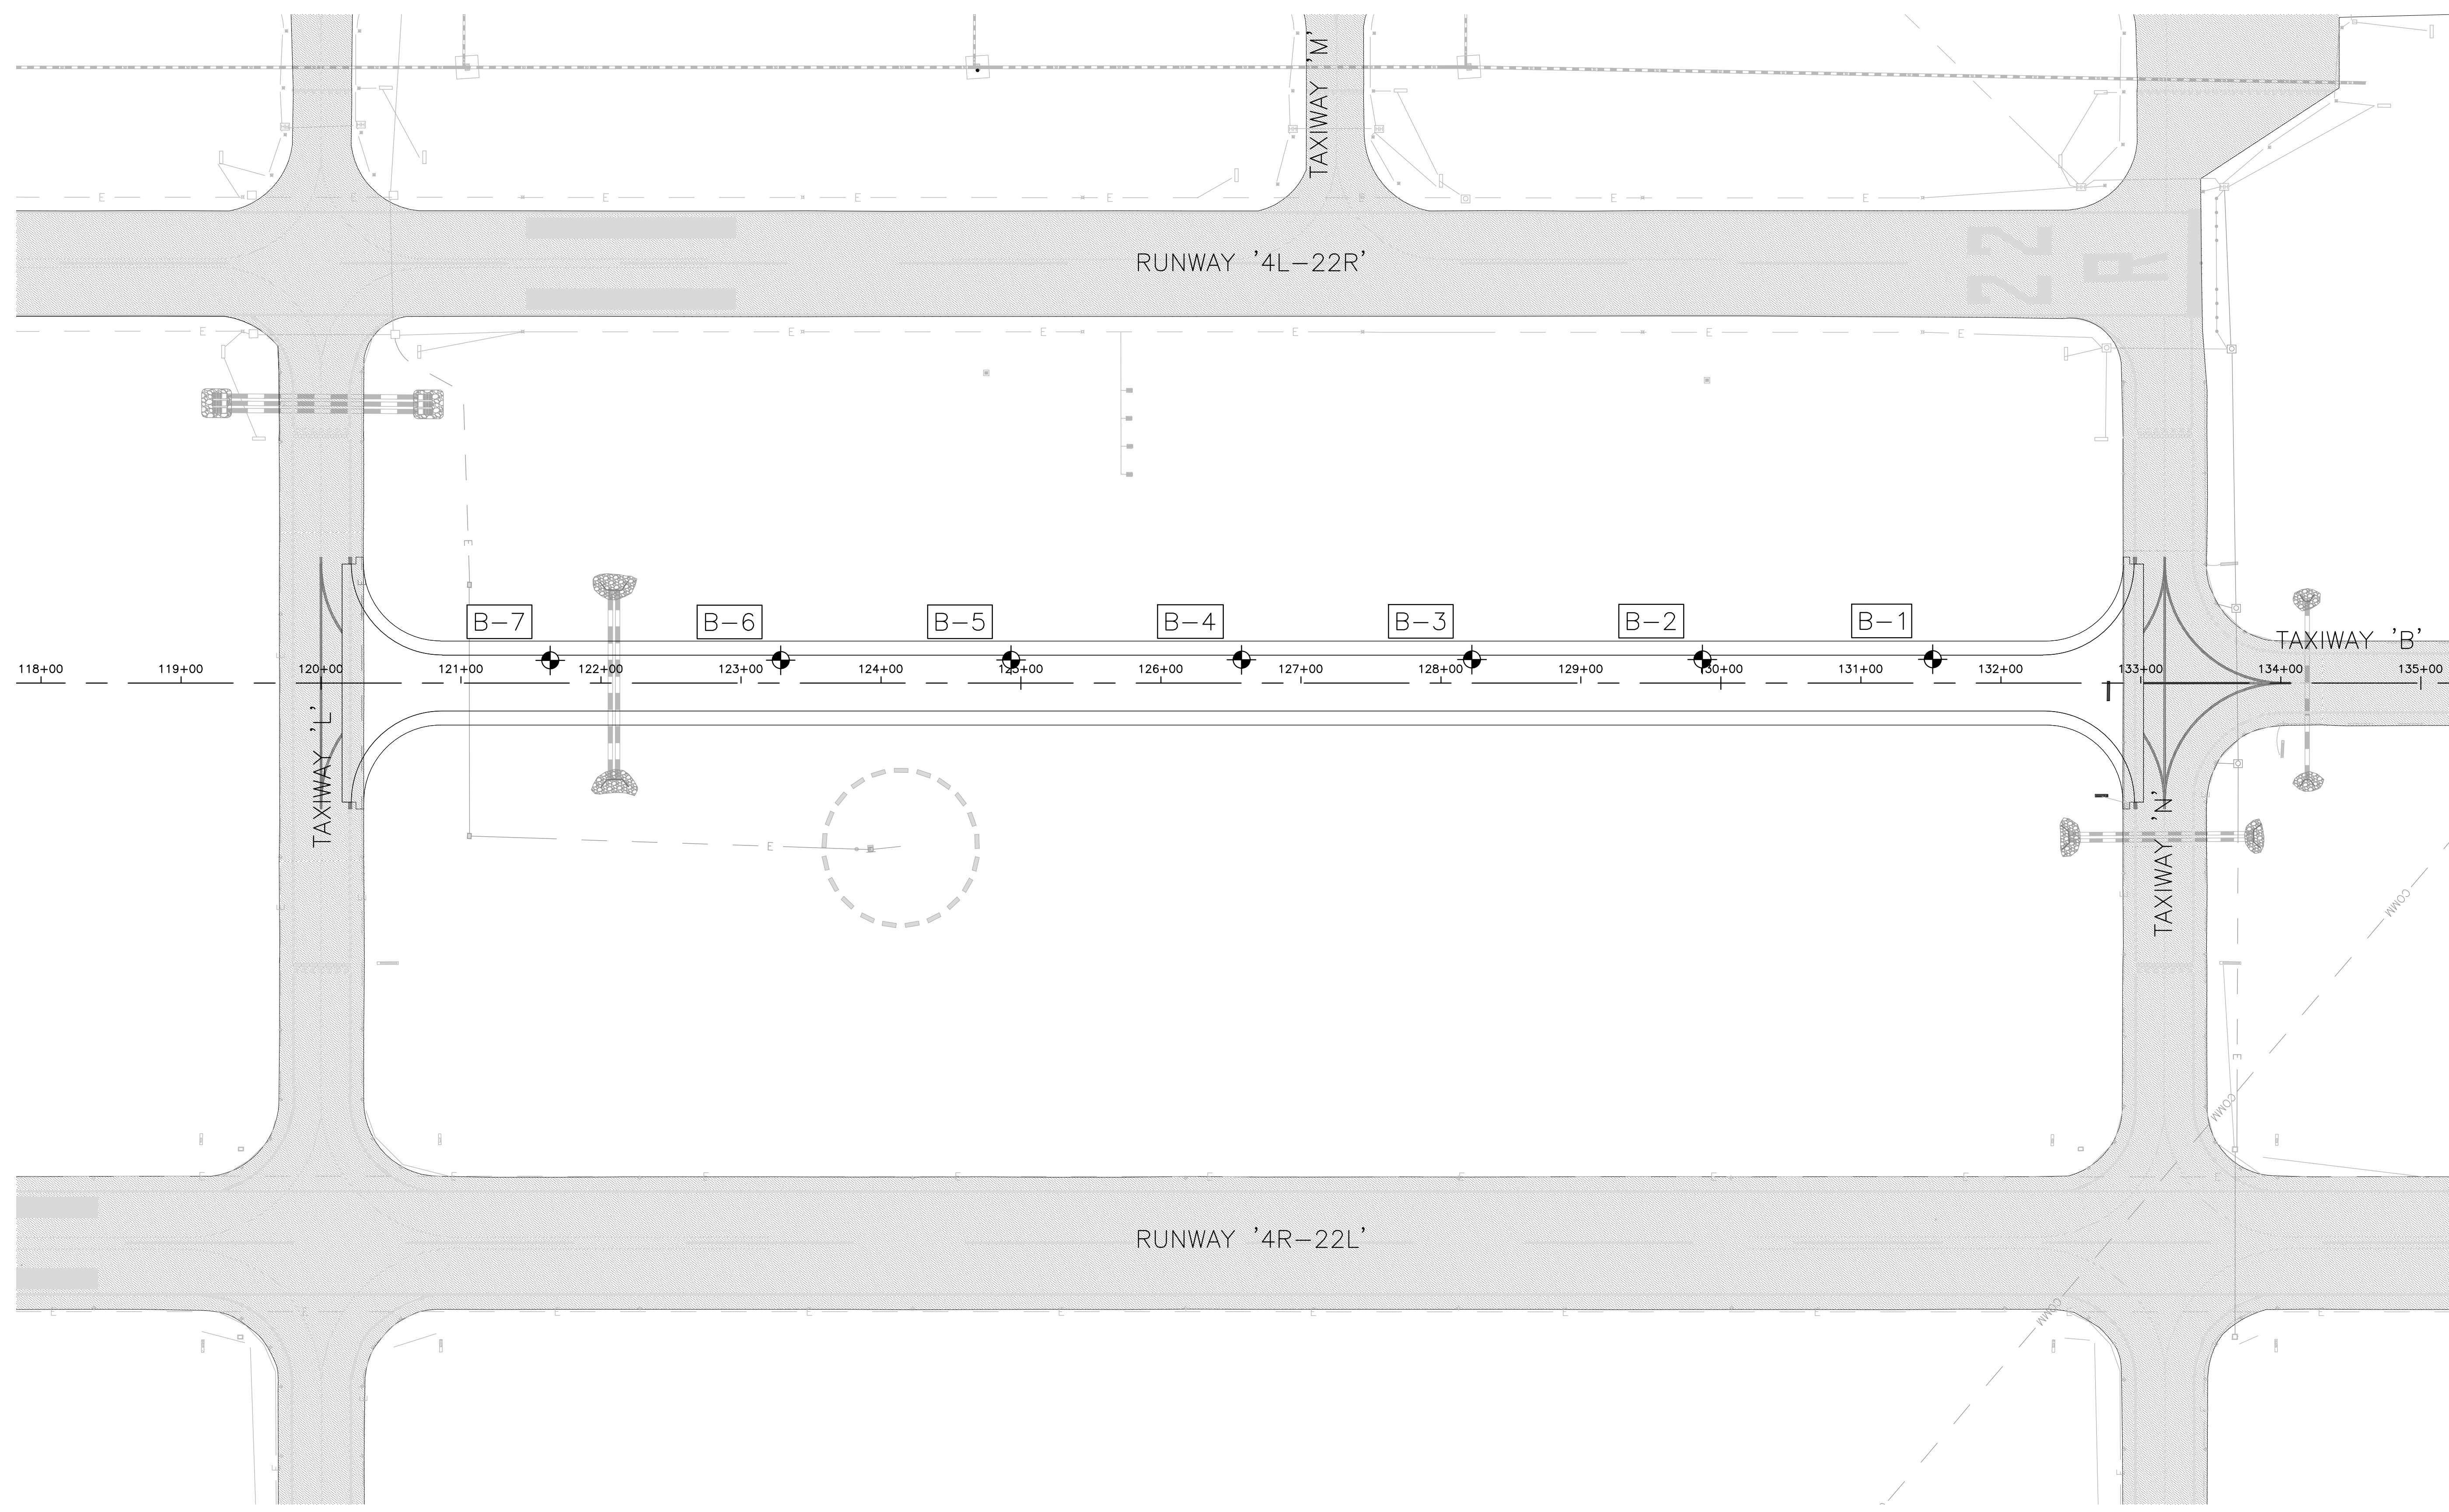 TAXIWAY 'M'
E E E E E E E E
RUNWAY '4L-22R'
22
R
E E E E E E E
E
B-7 B-6 B-5 B-4 B-3 B-2 B-1
TAXIWAY 'B'
118+00 119+00 120+00 121+00 122+00 123+00 124+00 125+00 126+00 127+00 128+00 129+00 130+00 131+00 132+00 133+00 134+00 135+00
TAXIWAY 'L'
TAXIWAY 'N'
E
COMM
E
COMM
E E E E E E E E E
RUNWAY '4R-22L'
E E E E E E E E E E
COMM